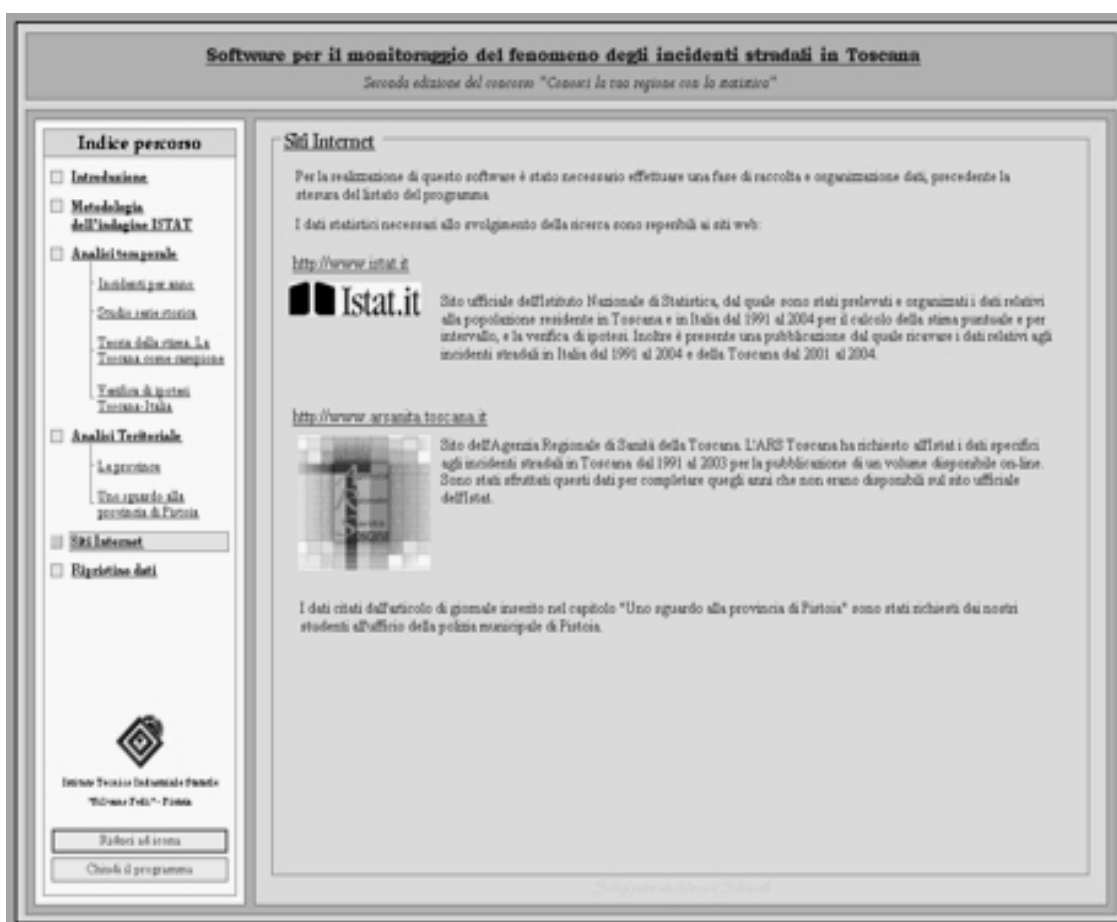 Software per il monitoraggio del fenomeno degli incidenti stradali in Toscana
Seconda edizione del concorso "Conosci la tua regione con la statistica"
Indice percorso
Introduzione
Metodologia
dell'indagine ISTAT
Analisi temporale
Incidenti per anno
Studio serie storica
Teoria della stima. La
Toscana come campione
Verifica di ipotesi
Toscana-Italia
Analisi Territoriale
Le province
Uno sguardo alla
provincia di Pistoia
Siti Internet
Ripristino dati
Istituto Tecnico Industriale Statale
- Pistoia
Riduci ad icona
Chiudi il programma
Siti Internet
Per la realizzazione di questo software è stato necessario effettuare una fase di raccolta e organizzazione dati, precedente la
stesura del listato del programma
I dati statistici necessari allo svolgimento della ricerca sono reperibili ai siti web:
http://www.istat.it
Istat.it
Sito ufficiale dell'Istituto Nazionale di Statistica, dal quale sono stati prelevati e organizzati i dati relativi
alla popolazione residente in Toscana e in Italia dal 1991 al 2004 per il calcolo della stima puntuale e per
intervallo, e la verifica di ipotesi. Inoltre è presente una pubblicazione dal quale ricavare i dati relativi agli
incidenti stradali in Italia dal 1991 al 2004 e della Toscana dal 2001 al 2004.
http://www.arsanita.toscana.it
Sito dell'Agenzia Regionale di Sanità della Toscana. L'ARS Toscana ha richiesto all'Istat i dati specifici
agli incidenti stradali in Toscana dal 1991 al 2003 per la pubblicazione di un volume disponibile on-line.
Sono stati sfruttati questi dati per completare quegli anni che non erano disponibili sul sito ufficiale
dell'Istat.
I dati citati dall'articolo di giornale inserito nel capitolo "Uno sguardo alla provincia di Pistoia" sono stati richiesti dai nostri
studenti all'ufficio della polizia municipale di Pistoia.